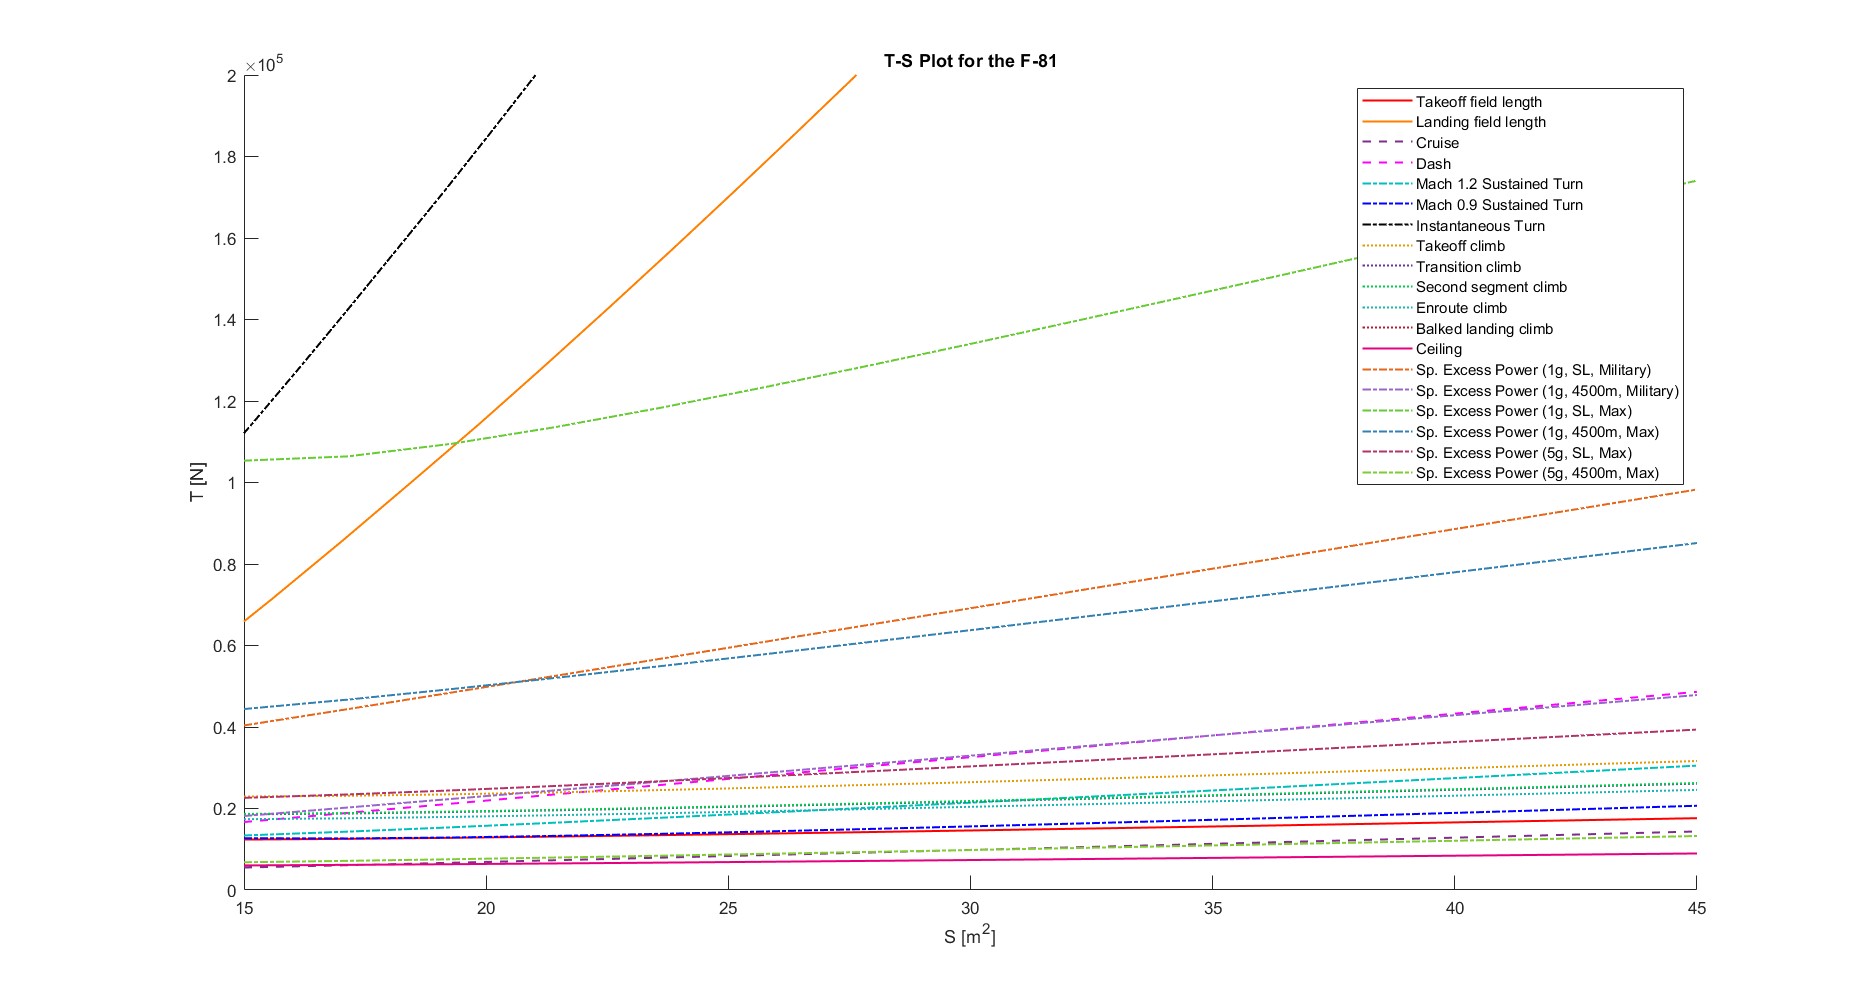 T-S Plot for the F-81
×10⁵
2
1.8
1.6
1.4
1.2
1
0.8
0.6
0.4
0.2
0
T [N]
15 20 25 30 35 40 45
S [m²]
Takeoff field length
Landing field length
Cruise
Dash
Mach 1.2 Sustained Turn
Mach 0.9 Sustained Turn
Instantaneous Turn
Takeoff climb
Transition climb
Second segment climb
Enroute climb
Balked landing climb
Ceiling
Sp. Excess Power (1g, SL, Military)
Sp. Excess Power (1g, 4500m, Military)
Sp. Excess Power (1g, SL, Max)
Sp. Excess Power (1g, 4500m, Max)
Sp. Excess Power (5g, SL, Max)
Sp. Excess Power (5g, 4500m, Max)